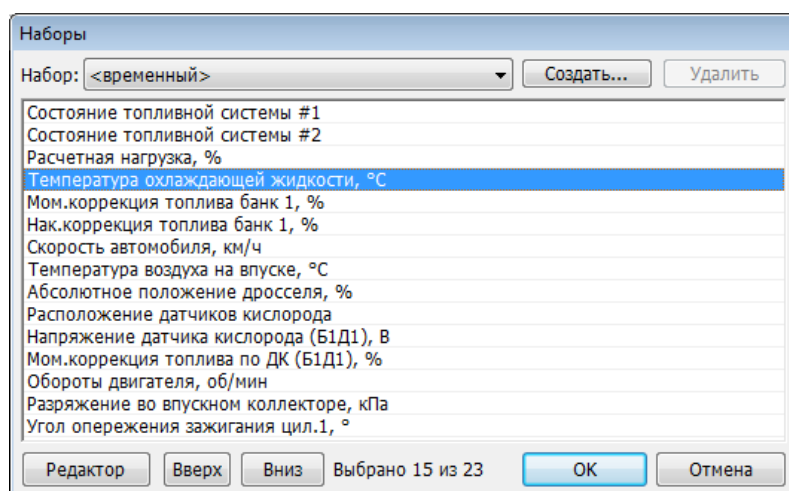 Наборы
Набор: <временный> Создать... Удалить
Состояние топливной системы #1
Состояние топливной системы #2
Расчетная нагрузка, %
Температура охлаждающей жидкости, °C
Мом.коррекция топлива банк 1, %
Нак.коррекция топлива банк 1, %
Скорость автомобиля, км/ч
Температура воздуха на впуске, °C
Абсолютное положение дросселя, %
Расположение датчиков кислорода
Напряжение датчика кислорода (Б1Д1), В
Мом.коррекция топлива по ДК (Б1Д1), %
Обороты двигателя, об/мин
Разряжение во впускном коллекторе, кПа
Угол опережения зажигания цил.1, °
Редактор Вверх Вниз Выбрано 15 из 23 OK Отмена